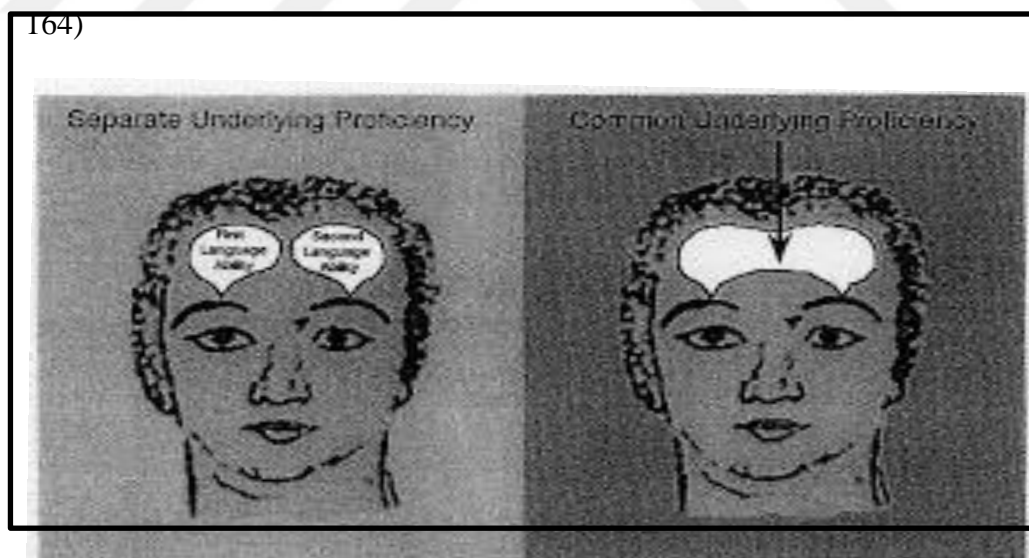 164)
Separate Underlying Proficiency
Common Underlying Proficiency
First
Language
Ability
Second
Language
Ability